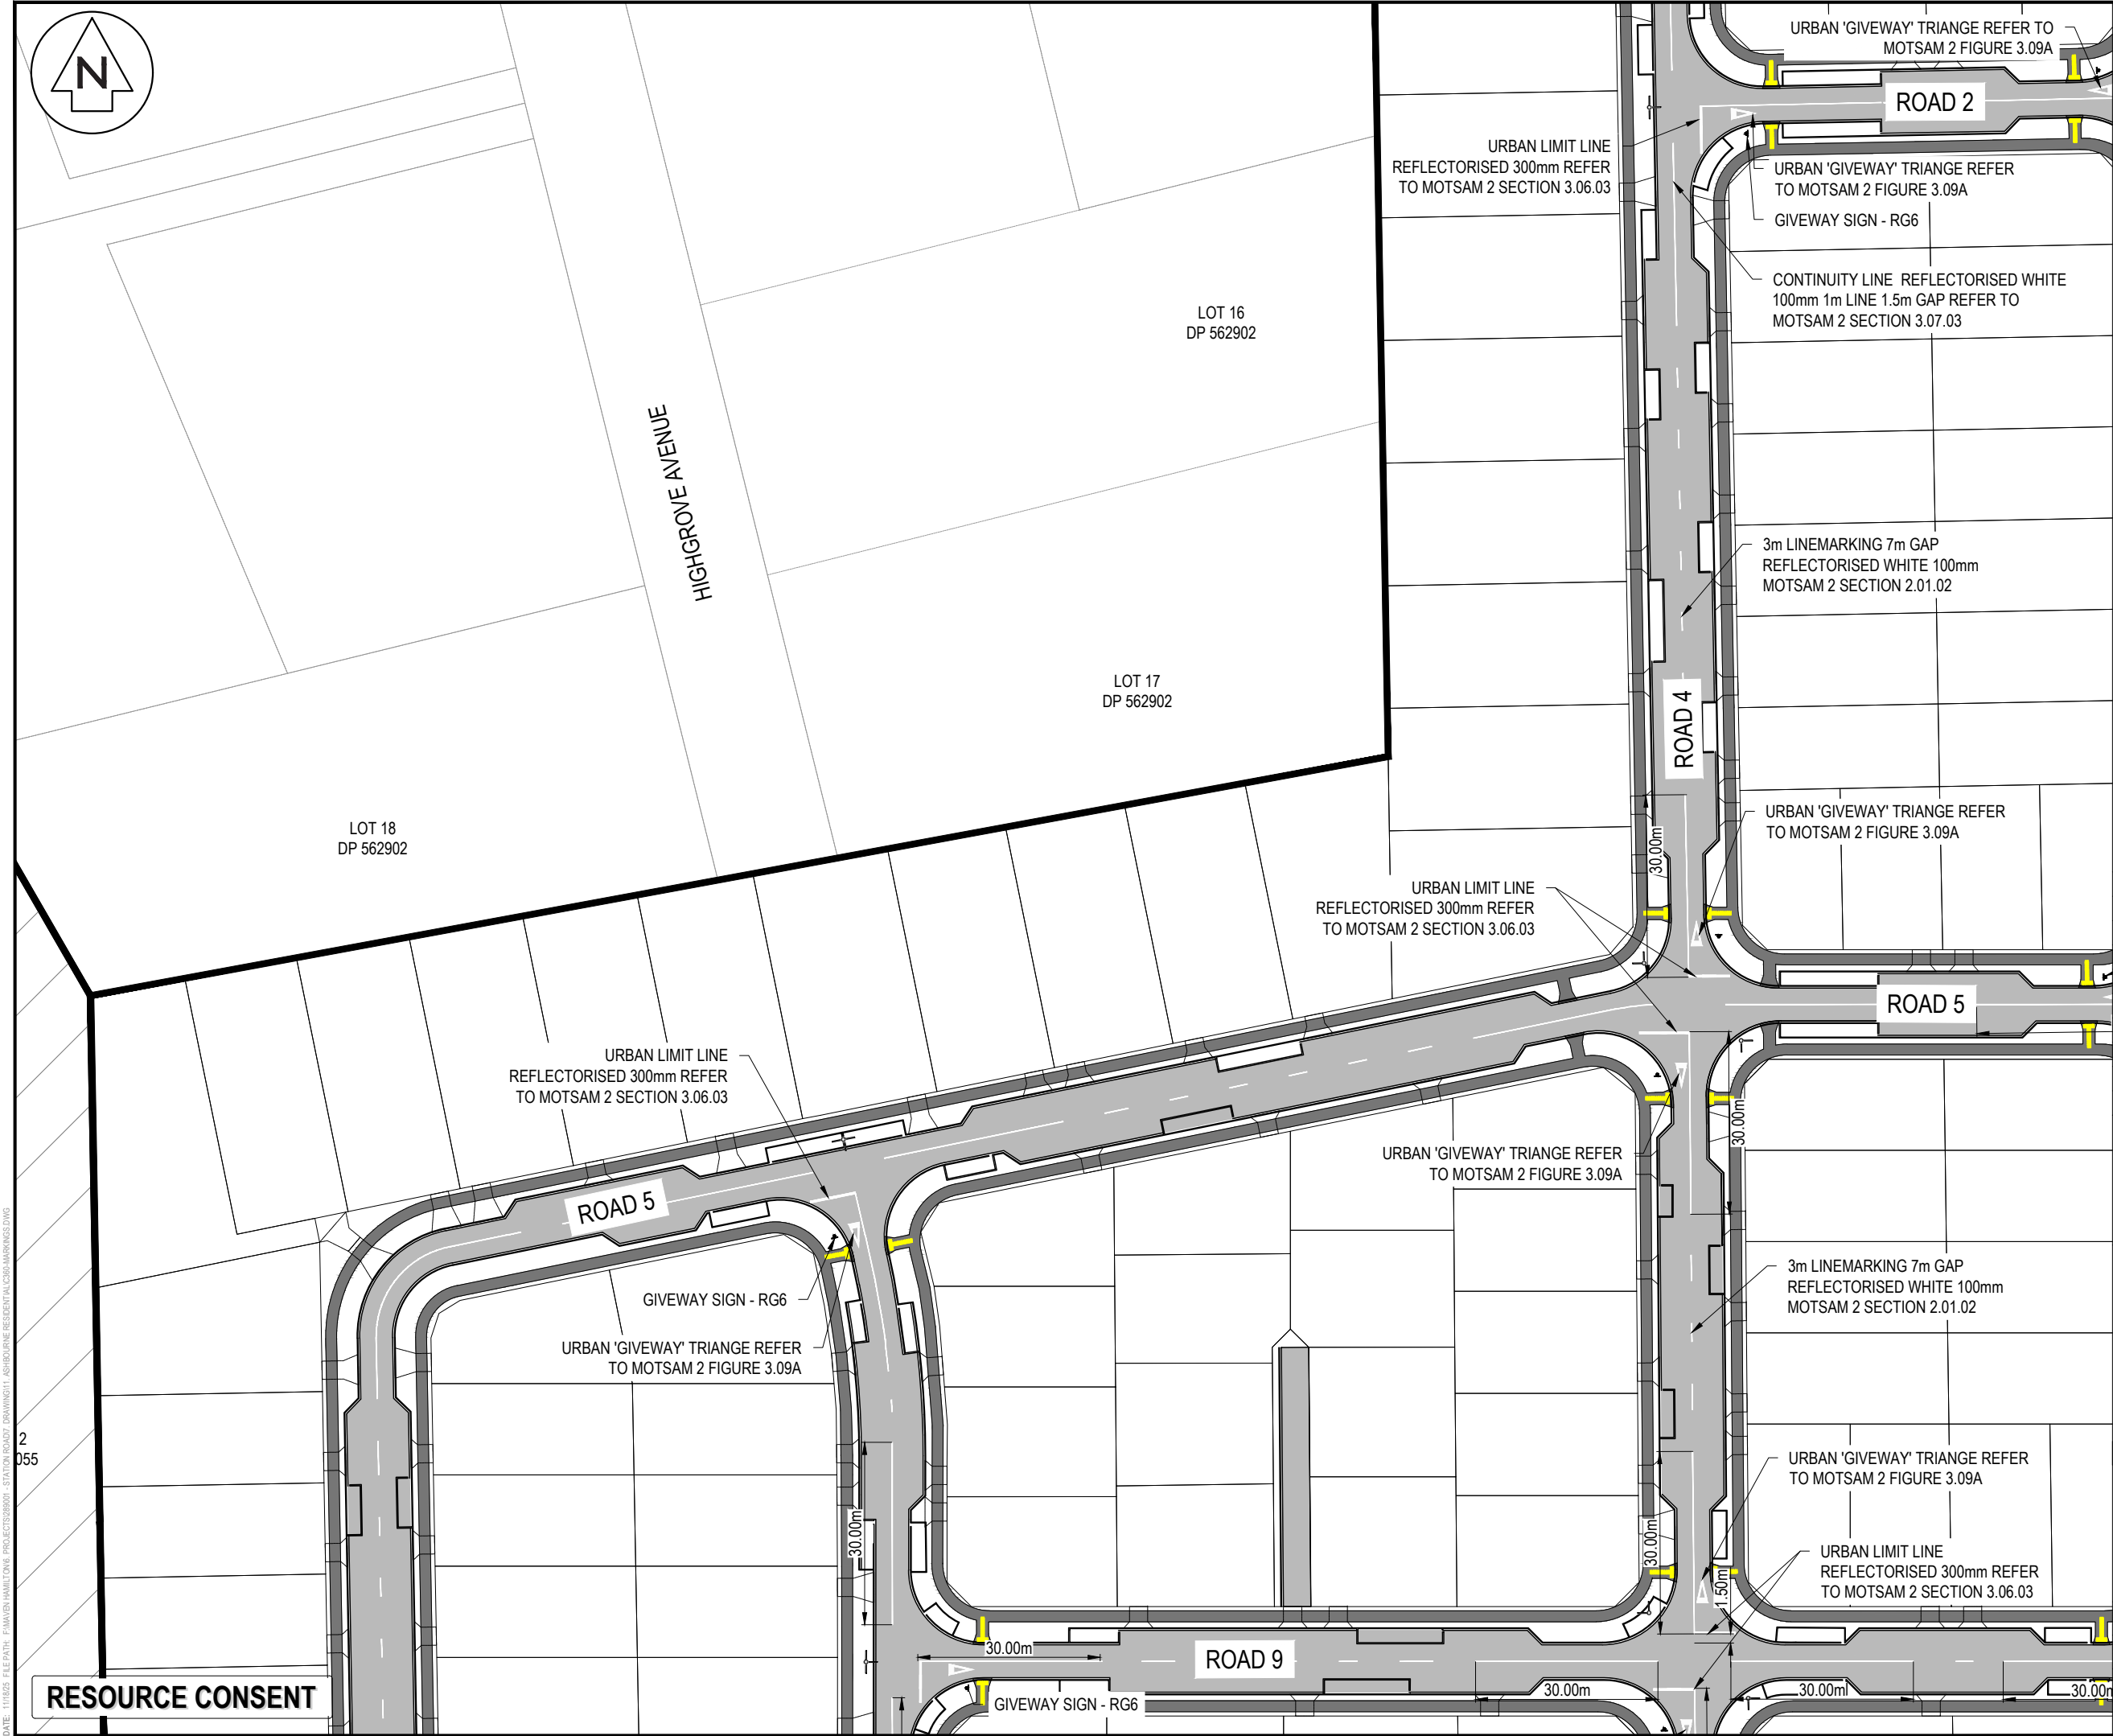 N
URBAN 'GIVEWAY' TRIANGE REFER TO
MOTSAM 2 FIGURE 3.09A
ROAD 2
URBAN LIMIT LINE
REFLECTORISED 300mm REFER
TO MOTSAM 2 SECTION 3.06.03
URBAN 'GIVEWAY' TRIANGE REFER
TO MOTSAM 2 FIGURE 3.09A
GIVEWAY SIGN - RG6
CONTINUITY LINE REFLECTORISED WHITE
100mm 1m LINE 1.5m GAP REFER TO
MOTSAM 2 SECTION 3.07.03
LOT 16
DP 562902
HIGHGROVE AVENUE
3m LINEMARKING 7m GAP
REFLECTORISED WHITE 100mm
MOTSAM 2 SECTION 2.01.02
LOT 17
DP 562902
ROAD 4
LOT 18
DP 562902
30.00m
URBAN 'GIVEWAY' TRIANGE REFER
TO MOTSAM 2 FIGURE 3.09A
URBAN LIMIT LINE
REFLECTORISED 300mm REFER
TO MOTSAM 2 SECTION 3.06.03
ROAD 5
URBAN LIMIT LINE
REFLECTORISED 300mm REFER
TO MOTSAM 2 SECTION 3.06.03
30.00m
URBAN 'GIVEWAY' TRIANGE REFER
TO MOTSAM 2 FIGURE 3.09A
ROAD 5
GIVEWAY SIGN - RG6
URBAN 'GIVEWAY' TRIANGE REFER
TO MOTSAM 2 FIGURE 3.09A
3m LINEMARKING 7m GAP
REFLECTORISED WHITE 100mm
MOTSAM 2 SECTION 2.01.02
2
055
30.00m
30.00m
URBAN 'GIVEWAY' TRIANGE REFER
TO MOTSAM 2 FIGURE 3.09A
URBAN LIMIT LINE
REFLECTORISED 300mm REFER
TO MOTSAM 2 SECTION 3.06.03
1.50m
30.00m
ROAD 9
30.00m
30.00m
30.00m
GIVEWAY SIGN - RG6
RESOURCE CONSENT